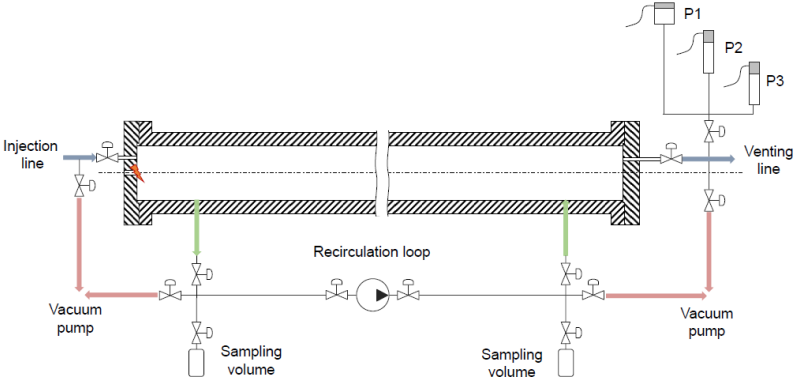 P1
P2
P3
Injection
line
Venting
line
Recirculation loop
Vacuum
pump
Vacuum
pump
Sampling
volume
Sampling
volume